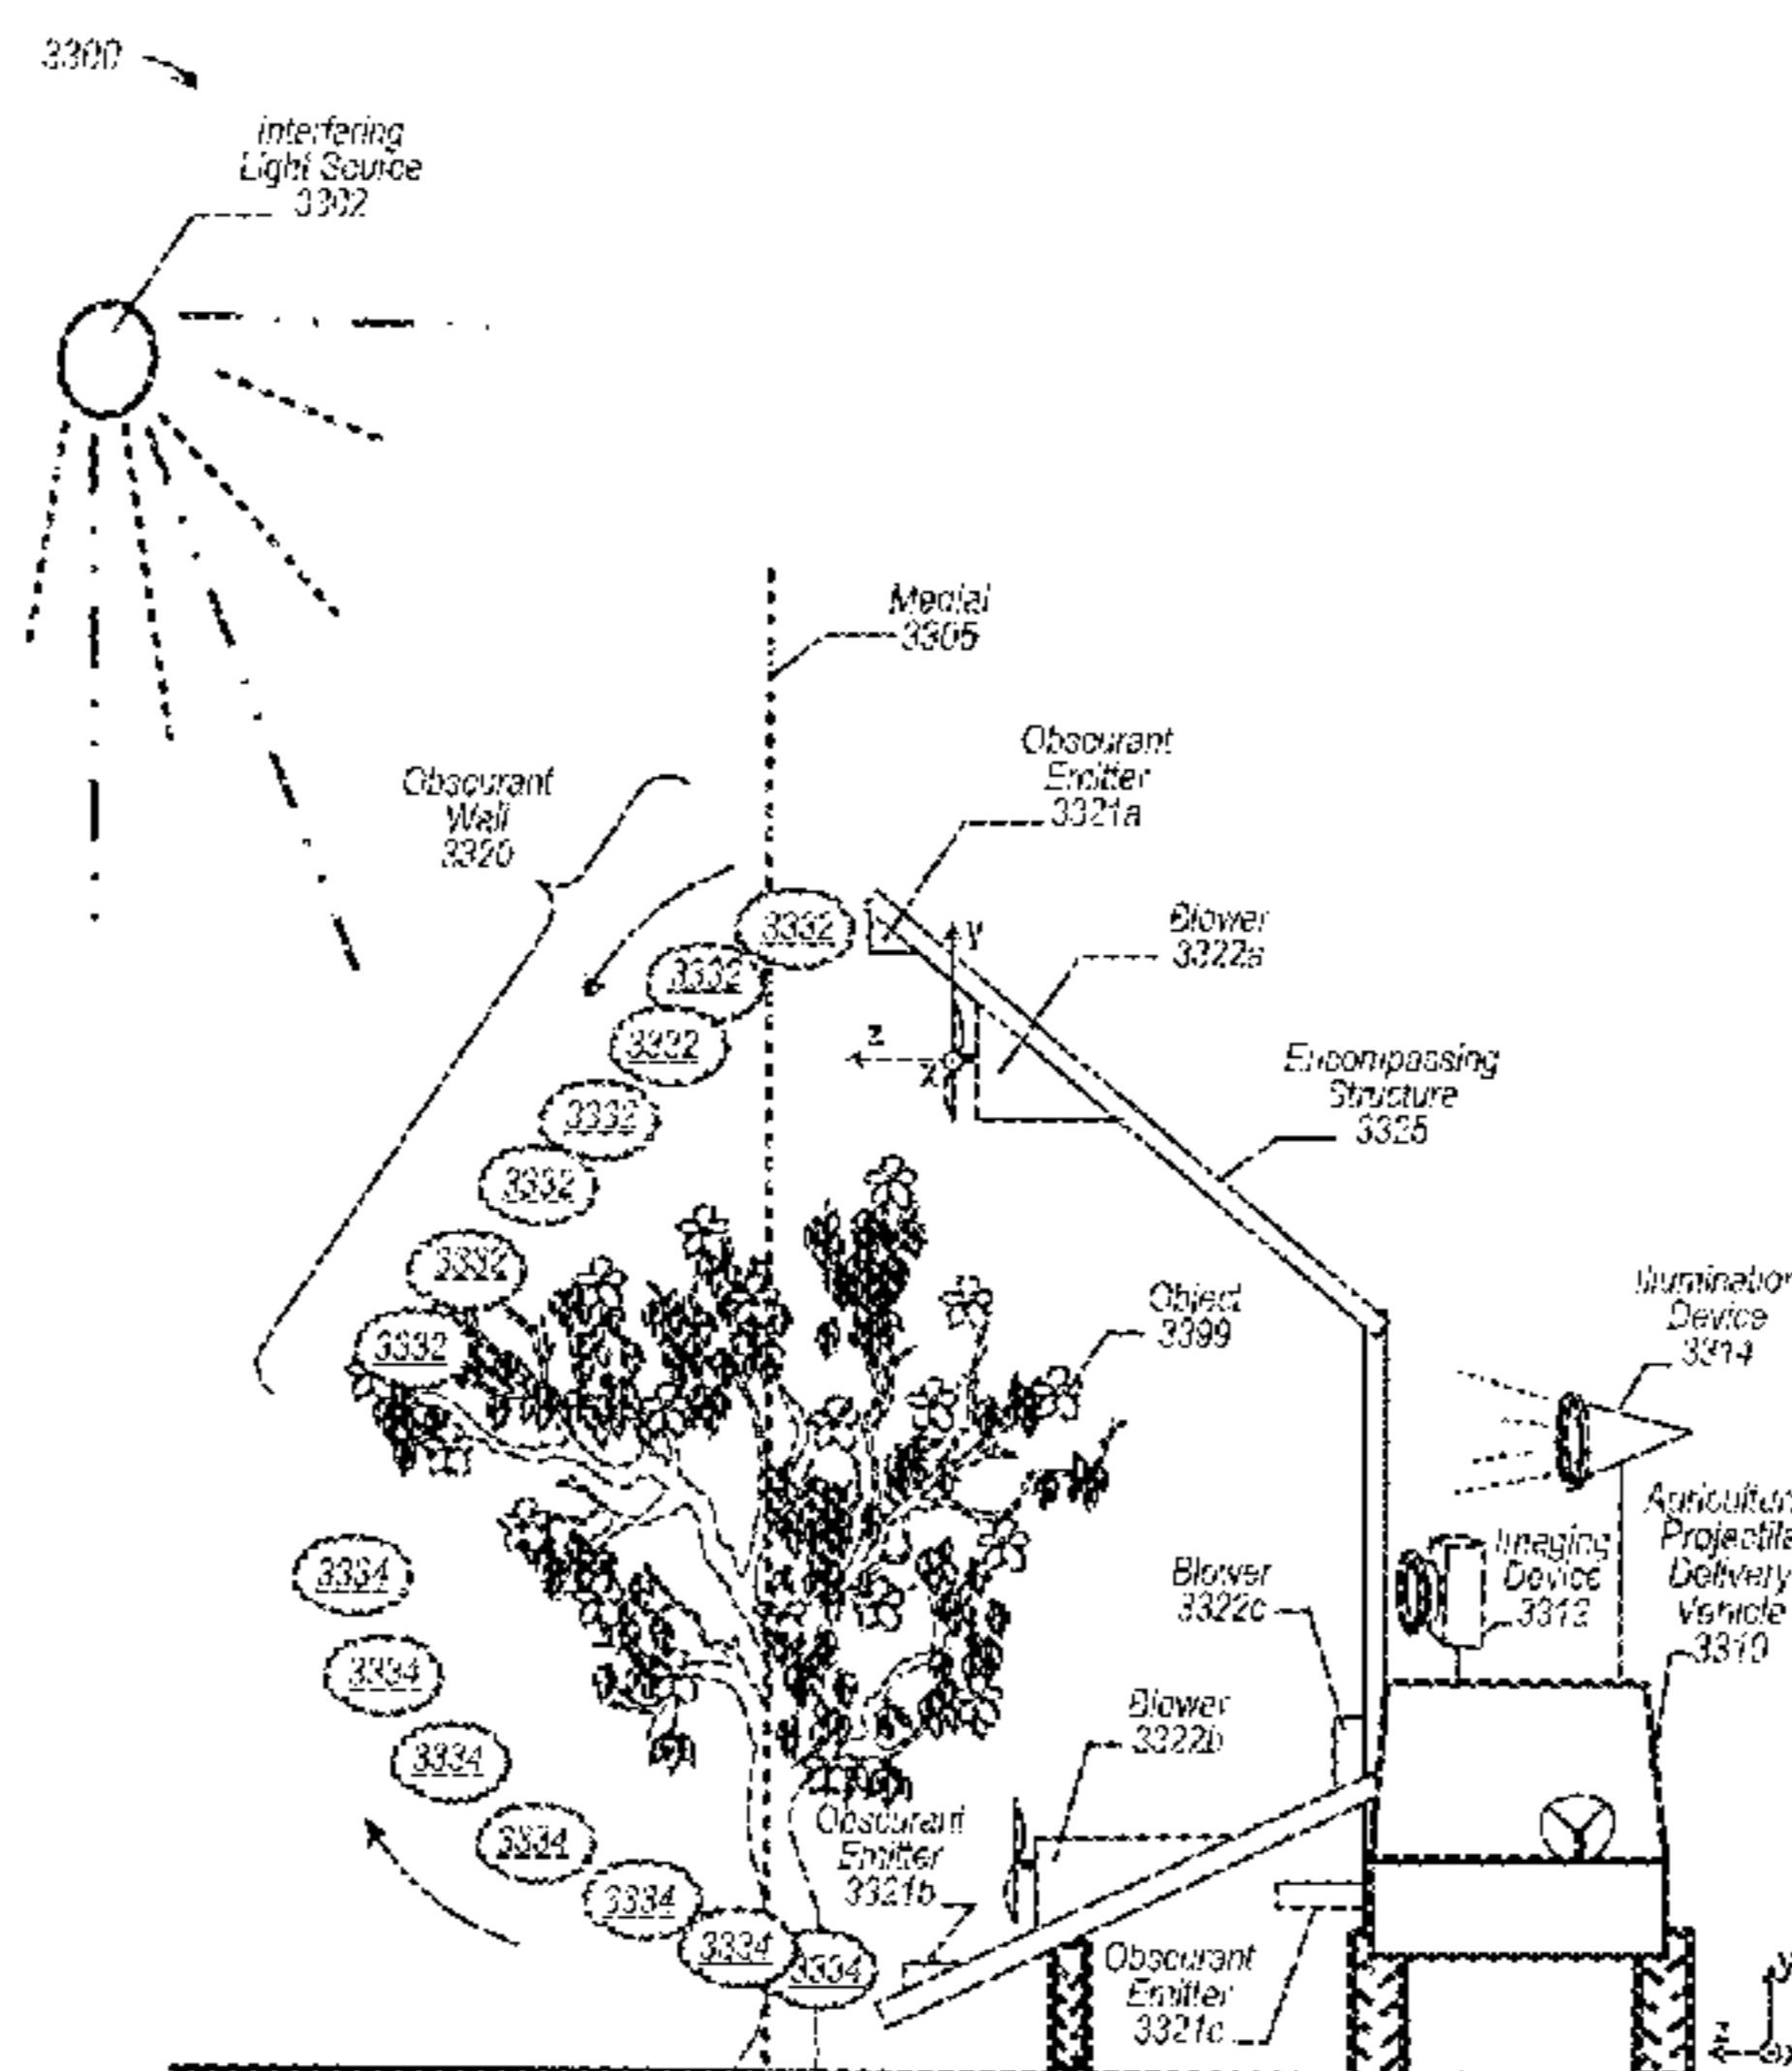 3300
Interfering
Light Source
3302
Medial
3305
Obscurant
Emitter
3321a
Obscurant
Wall
3320
Blower
3322a
3332
y
3332
z
x
3332
Encompassing
Structure
3325
3332
3332
3332
3332
Object
3399
Illumination
Device
3314
Agricultural
Projectile
Delivery
Vehicle
3310
Imaging
Device
3312
Blower
3322c
3334
3334
Blower
3322b
3334
3334
Obscurant
Emitter
3321b
3334
3334
3334
Obscurant
Emitter
3321c
y
z